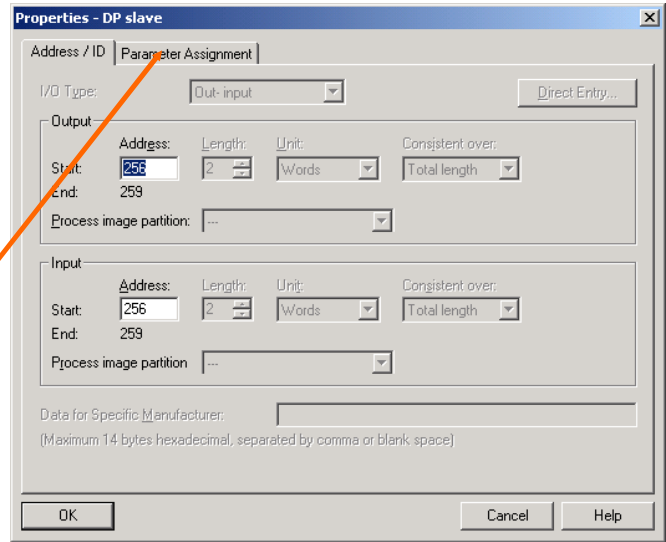 Properties - DP slave
Address / ID Parameter Assignment
I/O Type: Out- input Direct Entry...
Output
Address: Length: Unit: Consistent over:
Start: 256 2 Words Total length
End: 259
Process image partition: ---
Input
Address: Length: Unit: Consistent over:
Start: 256 2 Words Total length
End: 259
Process image partition ---
Data for Specific Manufacturer:
(Maximum 14 bytes hexadecimal, separated by comma or blank space)
OK Cancel Help